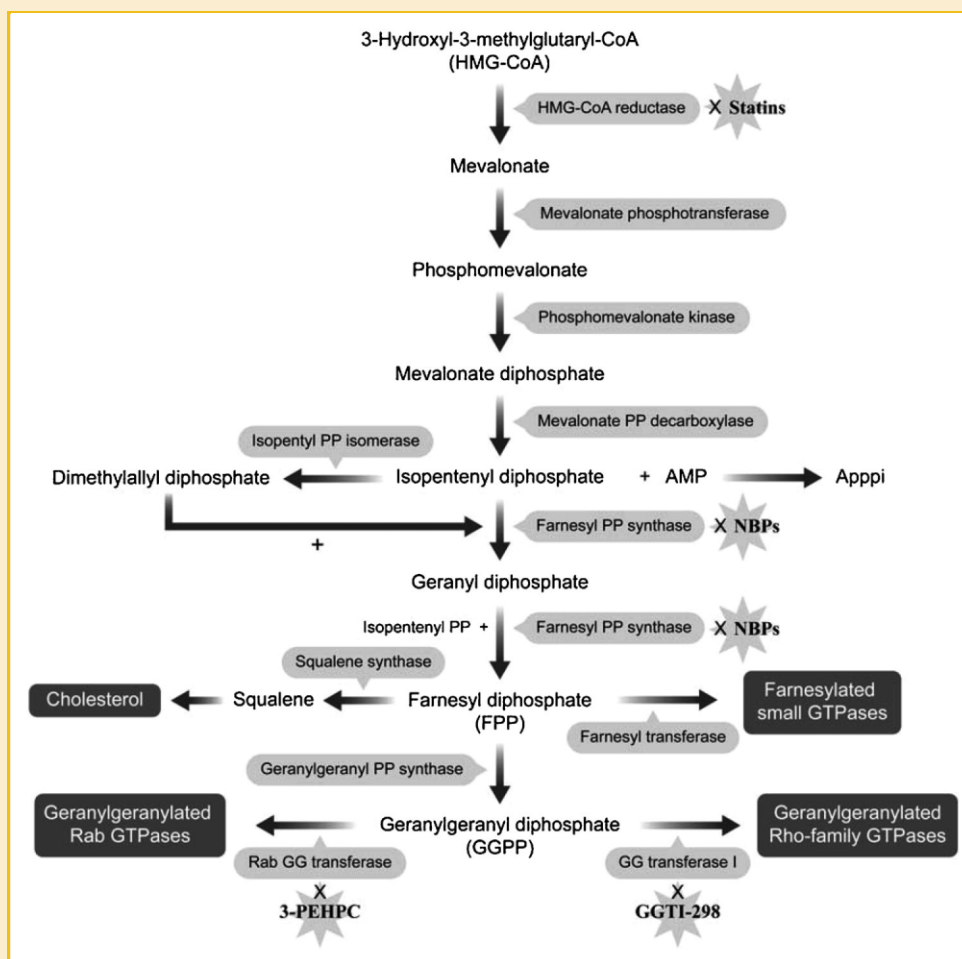 3-Hydroxyl-3-methylglutaryl-CoA
(HMG-CoA)
HMG-CoA reductase X Statins
Mevalonate
Mevalonate phosphotransferase
Phosphomevalonate
Phosphomevalonate kinase
Mevalonate diphosphate
Mevalonate PP decarboxylase
Isopentyl PP isomerase
Dimethylallyl diphosphate Isopentenyl diphosphate + AMP Apppi
Farnesyl PP synthase X NBPs
+
Geranyl diphosphate
Isopentenyl PP + Farnesyl PP synthase X NBPs
Squalene synthase
Cholesterol Squalene Farnesyl diphosphate
(FPP)
Farnesylated
small GTPases
Farnesyl transferase
Geranylgeranyl PP synthase
Geranylgeranylated
Rab GTPases
Geranylgeranyl diphosphate
(GGPP)
Geranylgeranylated
Rho-family GTPases
Rab GG transferase GG transferase I
X X
3-PEHPC GGTI-298